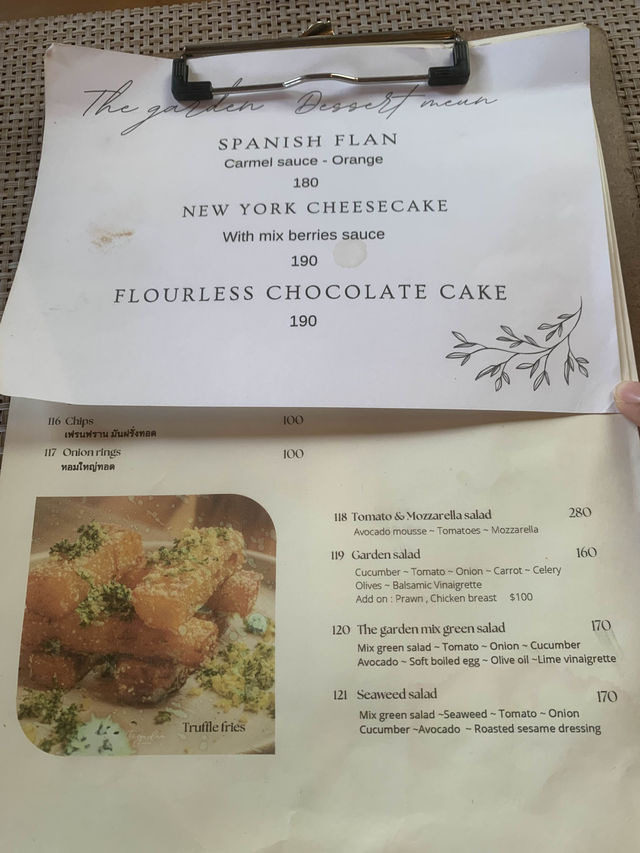 The garden Dessert meun
SPANISH FLAN
Carmel sauce - Orange
180
NEW YORK CHEESECAKE
With mix berries sauce
190
FLOURLESS CHOCOLATE CAKE
190
116 Chips 100
เฟรนฟราน มันฝรั่งทอด
117 Onion rings 100
หอมใหญ่ทอด
Truffle fries
118 Tomato & Mozzarella salad 280
Avocado mousse ~ Tomatoes ~ Mozzarella
119 Garden salad 160
Cucumber ~ Tomato ~ Onion ~ Carrot ~ Celery
Olives ~ Balsamic Vinaigrette
Add on : Prawn , Chicken breast $100
120 The garden mix green salad 170
Mix green salad ~ Tomato ~ Onion ~ Cucumber
Avocado ~ Soft boiled egg ~ Olive oil ~Lime vinaigrette
121 Seaweed salad 170
Mix green salad ~Seaweed ~ Tomato ~ Onion
Cucumber ~Avocado ~ Roasted sesame dressing